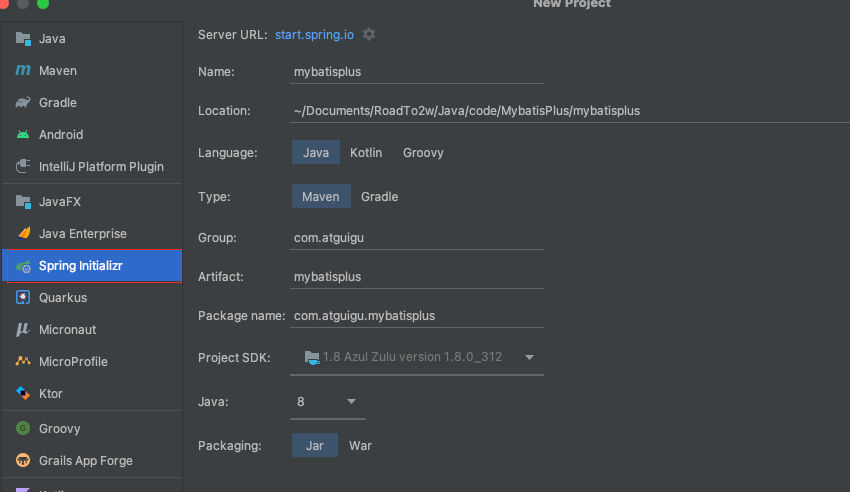 New Project
Java
Maven
Gradle
Android
IntelliJ Platform Plugin
JavaFX
Java Enterprise
Spring Initializr
Quarkus
Micronaut
MicroProfile
Ktor
Groovy
Grails App Forge
Server URL: start.spring.io
Name: mybatisplus
Location: ~/Documents/RoadTo2w/Java/code/MybatisPlus/mybatisplus
Language: Java Kotlin Groovy
Type: Maven Gradle
Group: com.atguigu
Artifact: mybatisplus
Package name: com.atguigu.mybatisplus
Project SDK: 1.8 Azul Zulu version 1.8.0_312
Java: 8
Packaging: Jar War